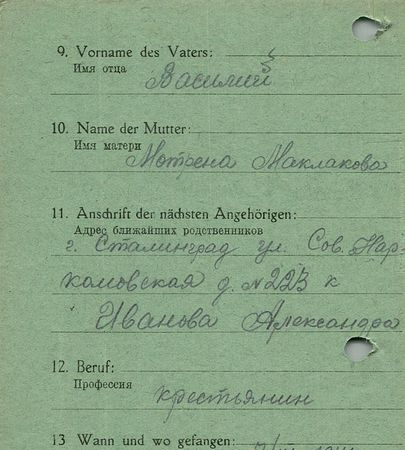 9. Vorname des Vaters:
Имя отца
Василий
10. Name der Mutter:
Имя матери
Мотрена Маклакова
11. Anschrift der nächsten Angehörigen:
Адрес ближайших родственников
г. Сталинград ул. Сов. Нар-
комовская д. №223 к
Иванова Александра
12. Beruf:
Профессия
крестьянин
13 Wann und wo gefangen: